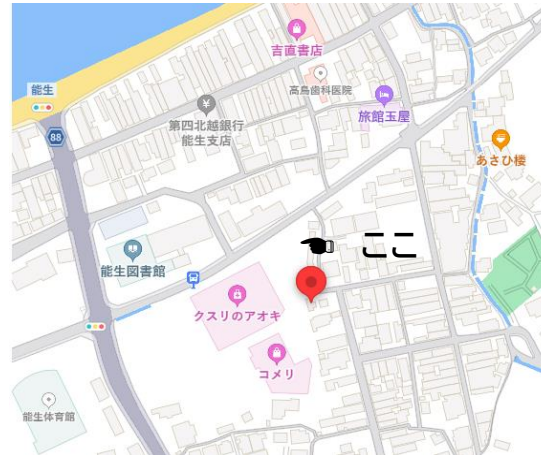 吉直書店
能生
高鳥歯科医院
88
第四北越銀行
能生支店
旅館玉屋
あさひ楼
ここ
能生図書館
クスリのアオキ
コメリ
能生体育館